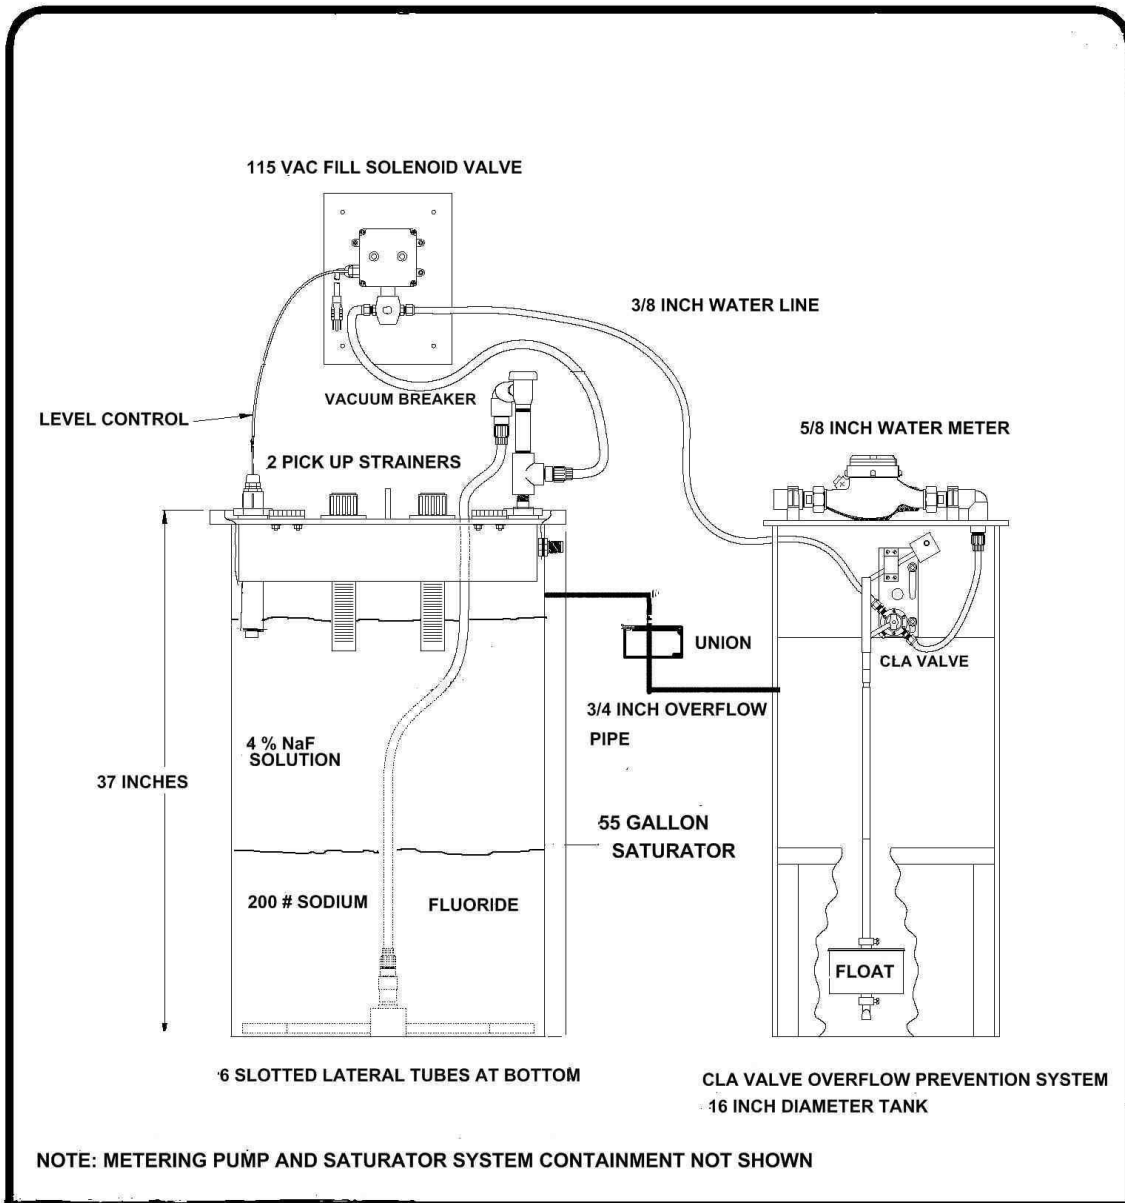 115 VAC FILL SOLENOID VALVE
3/8 INCH WATER LINE
VACUUM BREAKER
LEVEL CONTROL
5/8 INCH WATER METER
2 PICK UP STRAINERS
UNION
CLA VALVE
3/4 INCH OVERFLOW
PIPE
4 % NaF
SOLUTION
37 INCHES
55 GALLON
SATURATOR
200 # SODIUM FLUORIDE
FLOAT
6 SLOTTED LATERAL TUBES AT BOTTOM
CLA VALVE OVERFLOW PREVENTION SYSTEM
16 INCH DIAMETER TANK
NOTE: METERING PUMP AND SATURATOR SYSTEM CONTAINMENT NOT SHOWN